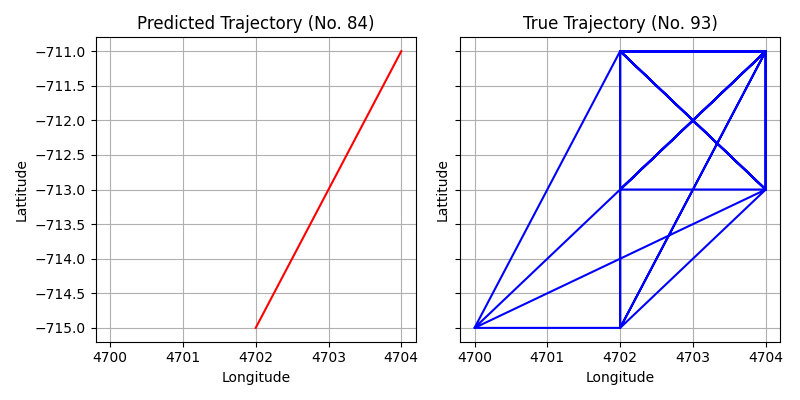 Predicted Trajectory (No. 84)
True Trajectory (No. 93)
−711.0
−711.5
−712.0
−712.5
−713.0
−713.5
−714.0
−714.5
−715.0
Lattitude
Lattitude
4700 4701 4702 4703 4704
4700 4701 4702 4703 4704
Longitude
Longitude